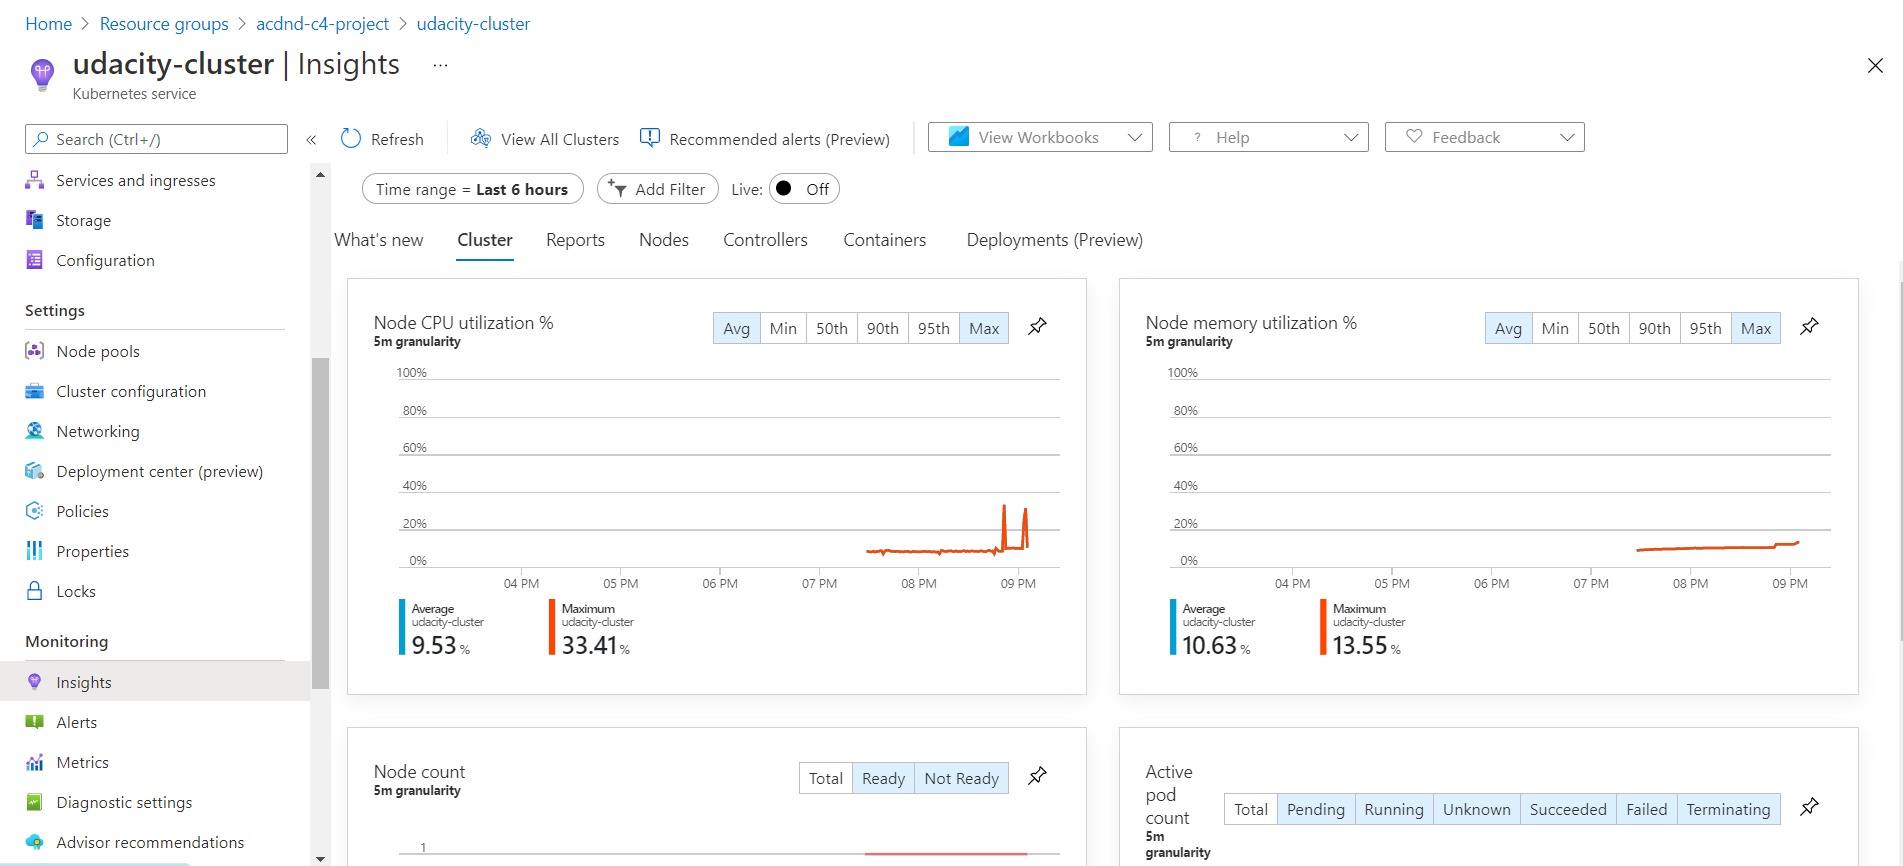 Home > Resource groups > acdnd-c4-project > udacity-cluster
udacity-cluster | Insights ...
Kubernetes service
Search (Ctrl+/)
«
Refresh
View All Clusters
Recommended alerts (Preview)
View Workbooks
? Help
Feedback
Services and ingresses
Storage
Configuration
Settings
Node pools
Cluster configuration
Networking
Deployment center (preview)
Policies
Properties
Locks
Monitoring
Insights
Alerts
Metrics
Diagnostic settings
Advisor recommendations
Time range = Last 6 hours
Add Filter
Live: Off
What's new Cluster Reports Nodes Controllers Containers Deployments (Preview)
Node CPU utilization %
5m granularity
Avg Min 50th 90th 95th Max
100%
80%
60%
40%
20%
0%
04 PM 05 PM 06 PM 07 PM 08 PM 09 PM
Average
udacity-cluster
9.53 %
Maximum
udacity-cluster
33.41 %
Node memory utilization %
5m granularity
Avg Min 50th 90th 95th Max
100%
80%
60%
40%
20%
0%
04 PM 05 PM 06 PM 07 PM 08 PM 09 PM
Average
udacity-cluster
10.63 %
Maximum
udacity-cluster
13.55 %
Node count
5m granularity
Total Ready Not Ready
1
Active
pod
count
5m
granularity
Total Pending Running Unknown Succeeded Failed Terminating